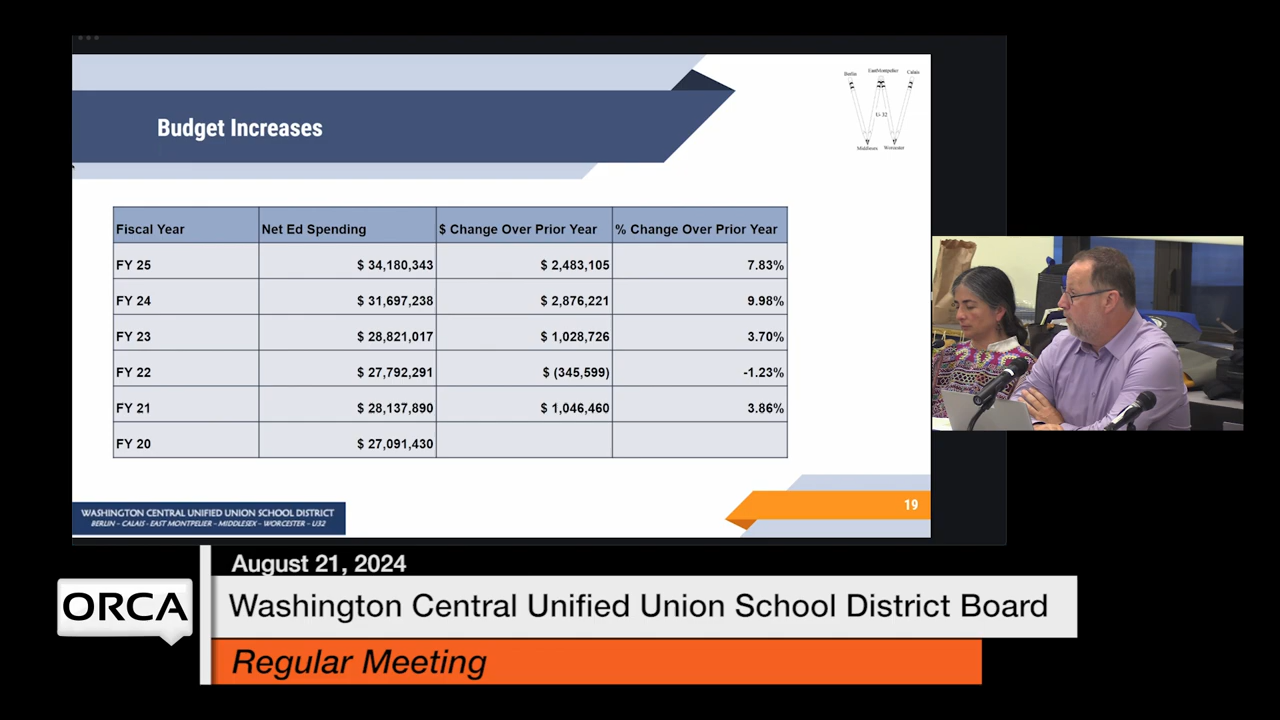 Budget Increases
Berlin EastMontpelier Calais
U-32
Middlesex Worcester
Fiscal Year Net Ed Spending $ Change Over Prior Year % Change Over Prior Year
FY 25 $ 34,180,343 $ 2,483,105 7.83%
FY 24 $ 31,697,238 $ 2,876,221 9.98%
FY 23 $ 28,821,017 $ 1,028,726 3.70%
FY 22 $ 27,792,291 $ (345,599) -1.23%
FY 21 $ 28,137,890 $ 1,046,460 3.86%
FY 20 $ 27,091,430
19
WASHINGTON CENTRAL UNIFIED UNION SCHOOL DISTRICT
BERLIN – CALAIS - EAST MONTPELIER – MIDDLESEX – WORCESTER – U32
August 21, 2024
ORCA
Washington Central Unified Union School District Board
Regular Meeting